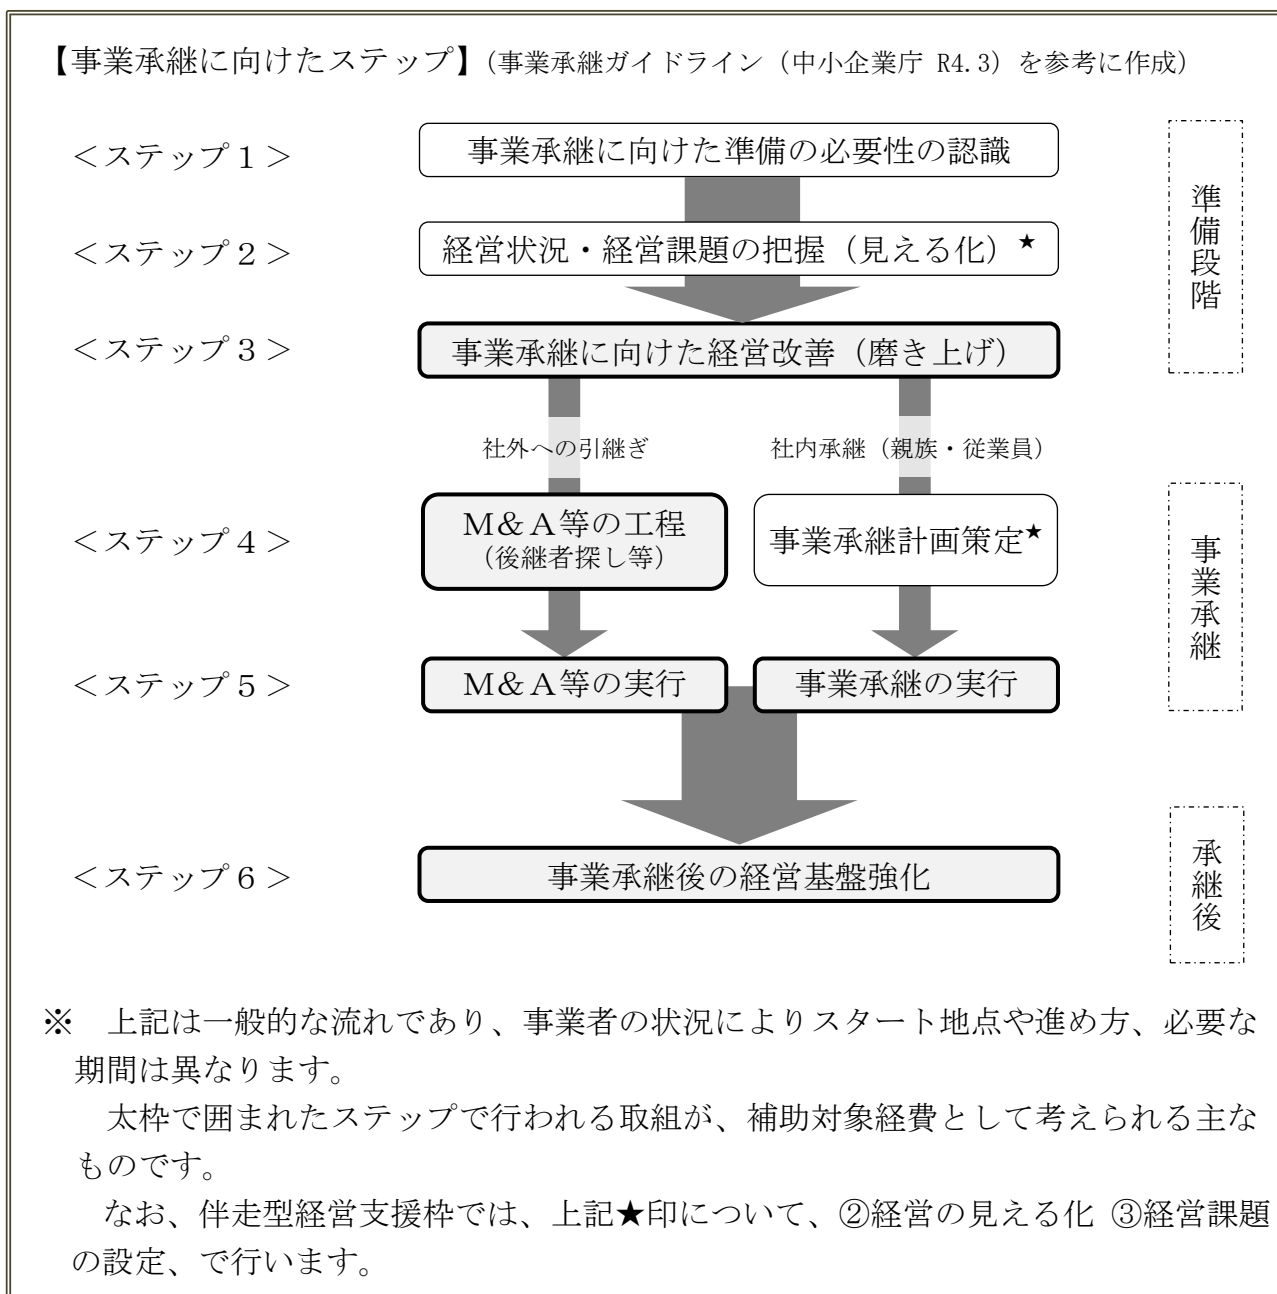 【事業承継に向けたステップ】（事業承継ガイドライン（中小企業庁 R4.3）を参考に作成）
＜ステップ１＞
事業承継に向けた準備の必要性の認識
＜ステップ２＞
経営状況・経営課題の把握（見える化）★
準備段階
＜ステップ３＞
事業承継に向けた経営改善（磨き上げ）
社外への引継ぎ
社内承継（親族・従業員）
＜ステップ４＞
Ｍ＆Ａ等の工程
（後継者探し等）
事業承継計画策定★
事業承継
＜ステップ５＞
Ｍ＆Ａ等の実行
事業承継の実行
＜ステップ６＞
事業承継後の経営基盤強化
承継後
※　上記は一般的な流れであり、事業者の状況によりスタート地点や進め方、必要な
期間は異なります。
太枠で囲まれたステップで行われる取組が、補助対象経費として考えられる主な
ものです。
なお、伴走型経営支援枠では、上記★印について、②経営の見える化 ③経営課題
の設定、で行います。